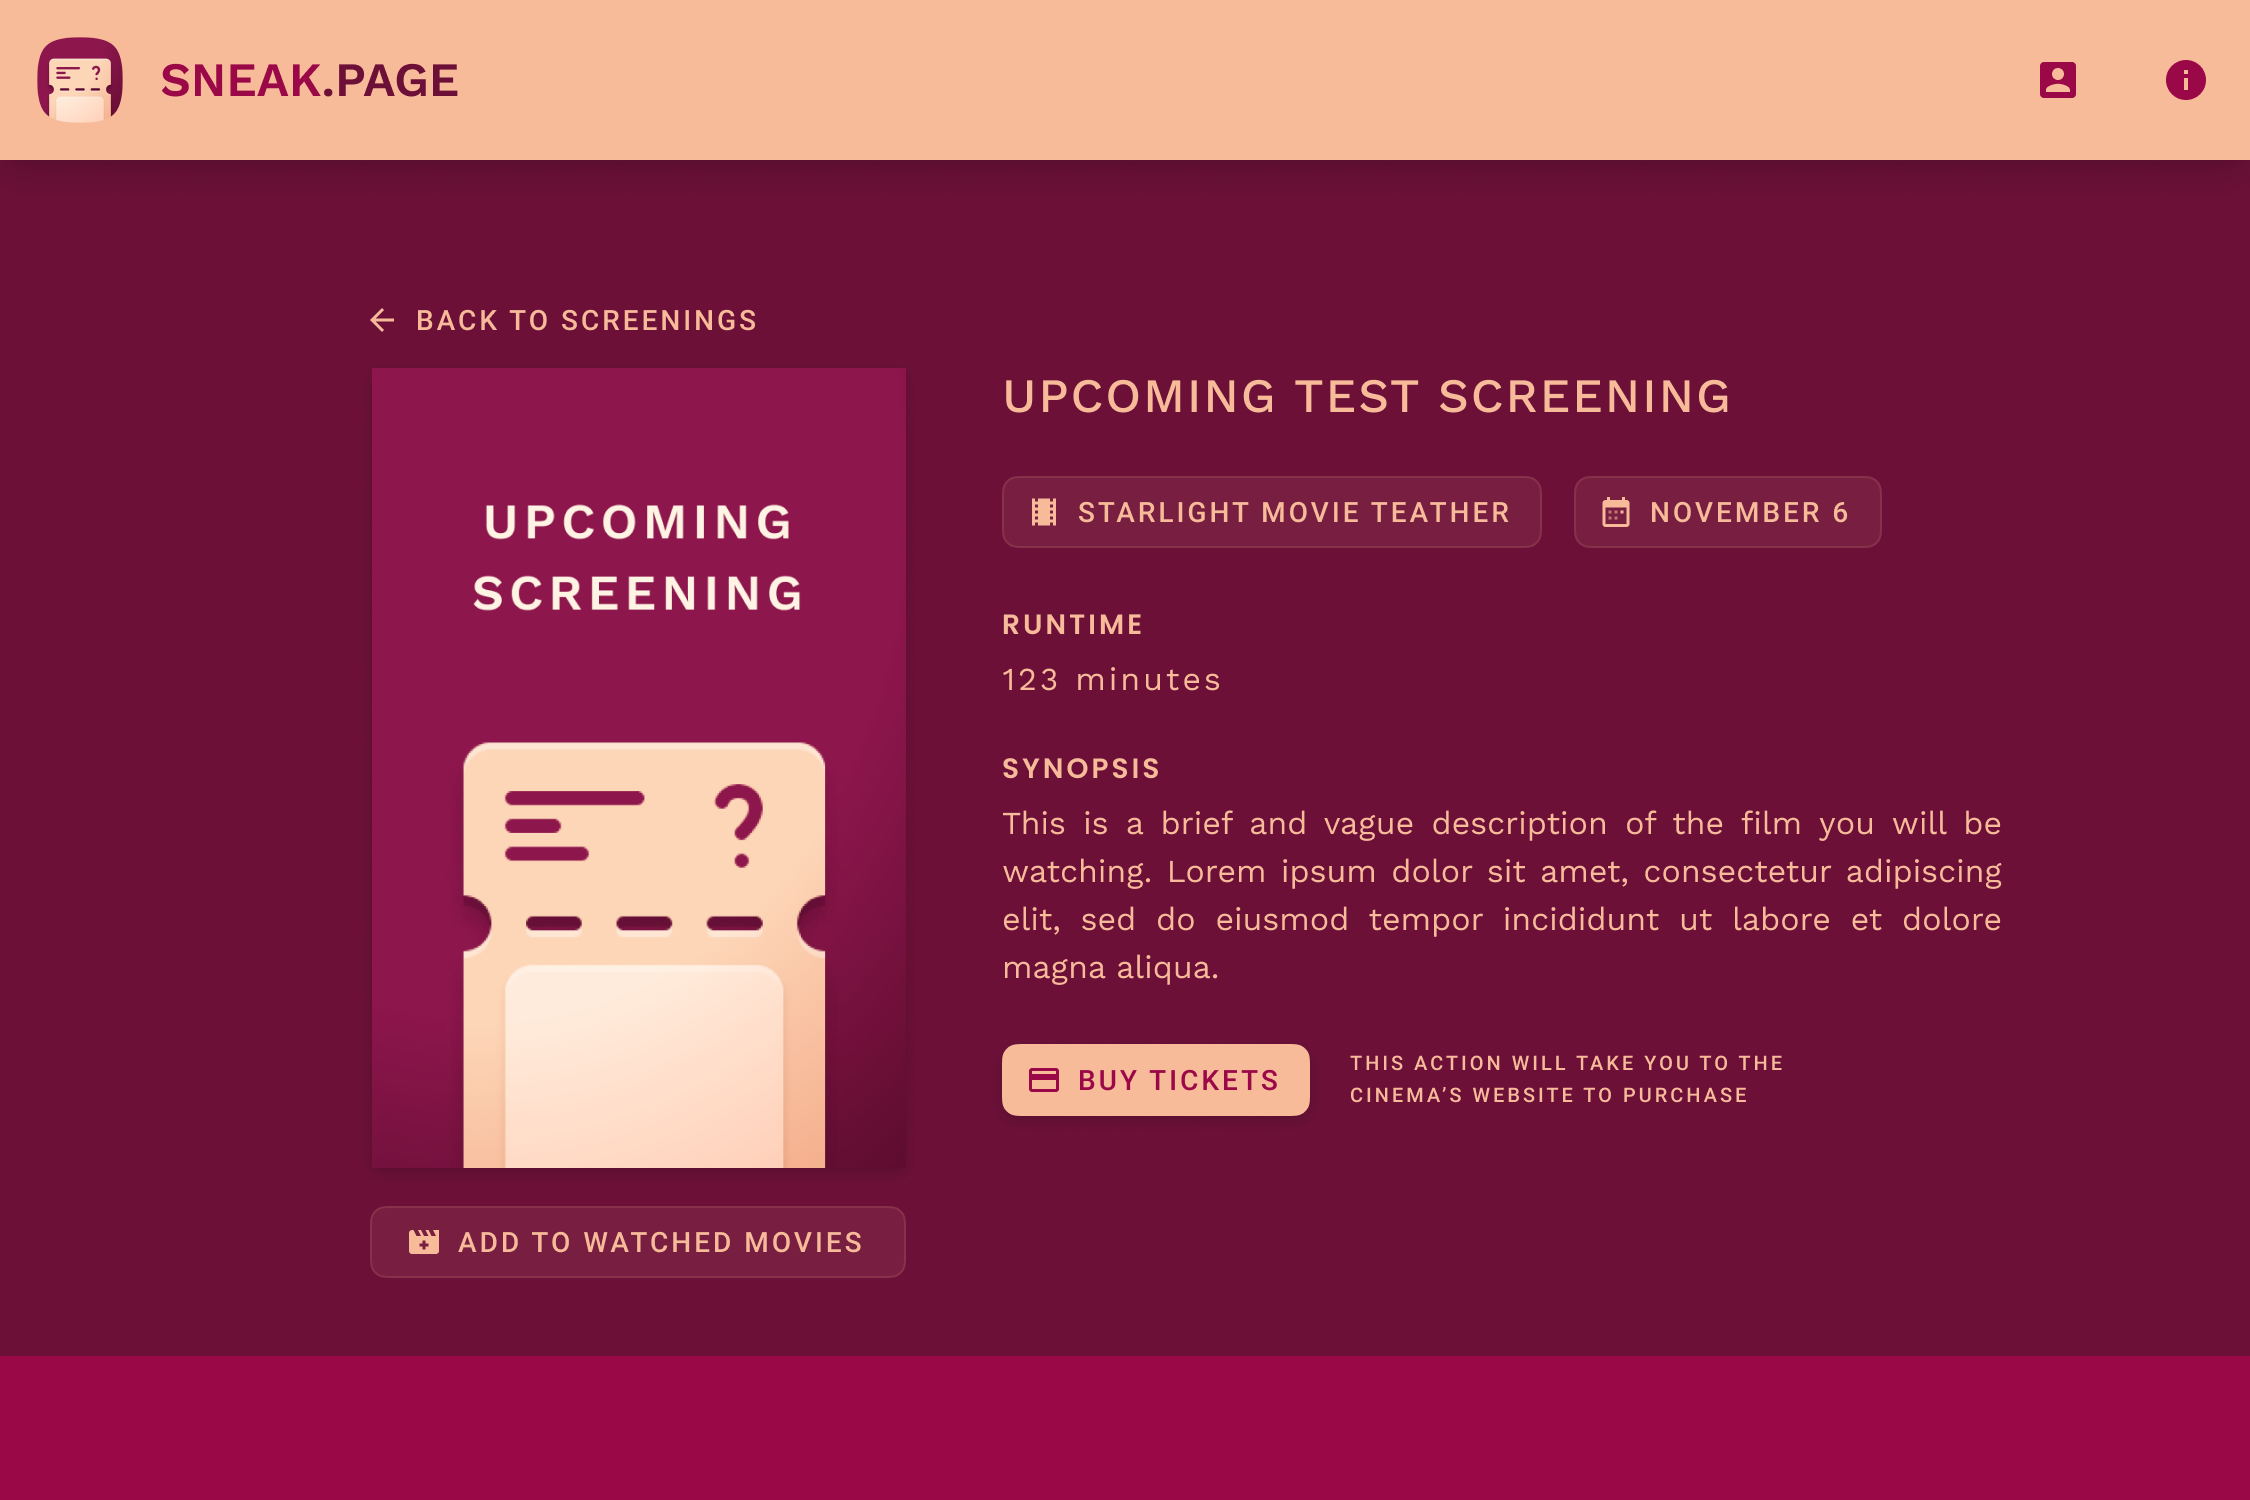 SNEAK.PAGE
BACK TO SCREENINGS
UPCOMING
SCREENING
?
ADD TO WATCHED MOVIES
UPCOMING TEST SCREENING
STARLIGHT MOVIE TEATHER
NOVEMBER 6
RUNTIME
123 minutes
SYNOPSIS
This is a brief and vague description of the film you will be
watching. Lorem ipsum dolor sit amet, consectetur adipiscing
elit, sed do eiusmod tempor incididunt ut labore et dolore
magna aliqua.
BUY TICKETS
THIS ACTION WILL TAKE YOU TO THE
CINEMA'S WEBSITE TO PURCHASE